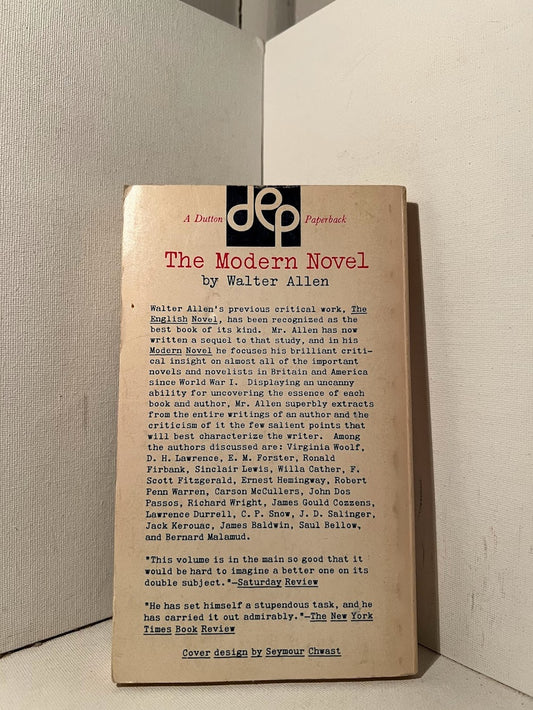 A Dutton dep Paperback
The Modern Novel
by Walter Allen
Walter Allen's previous critical work, The
English Novel, has been recognized as the
best book of its kind. Mr. Allen has now
written a sequel to that study, and in his
Modern Novel he focuses his brilliant criti-
cal insight on almost all of the important
novels and novelists in Britain and America
since World War I. Displaying an uncanny
ability for uncovering the essence of each
book and author, Mr. Allen superbly extracts
from the entire writings of an author and the
criticism of it the few salient points that
will best characterize the writer. Among
the authors discussed are: Virginia Woolf,
D. H. Lawrence, E. M. Forster, Ronald
Firbank, Sinclair Lewis, Willa Cather, F.
Scott Fitzgerald, Ernest Hemingway, Robert
Penn Warren, Carson McCullers, John Dos
Passos, Richard Wright, James Gould Cozzens,
Lawrence Durrell, C. P. Snow, J. D. Salinger,
Jack Kerouac, James Baldwin, Saul Bellow,
and Bernard Malamud.
"This volume is in the main so good that it
would be hard to imagine a better one on its
double subject."—Saturday Review
"He has set himself a stupendous task, and he
has carried it out admirably."—The New York
Times Book Review
Cover design by Seymour Chwast